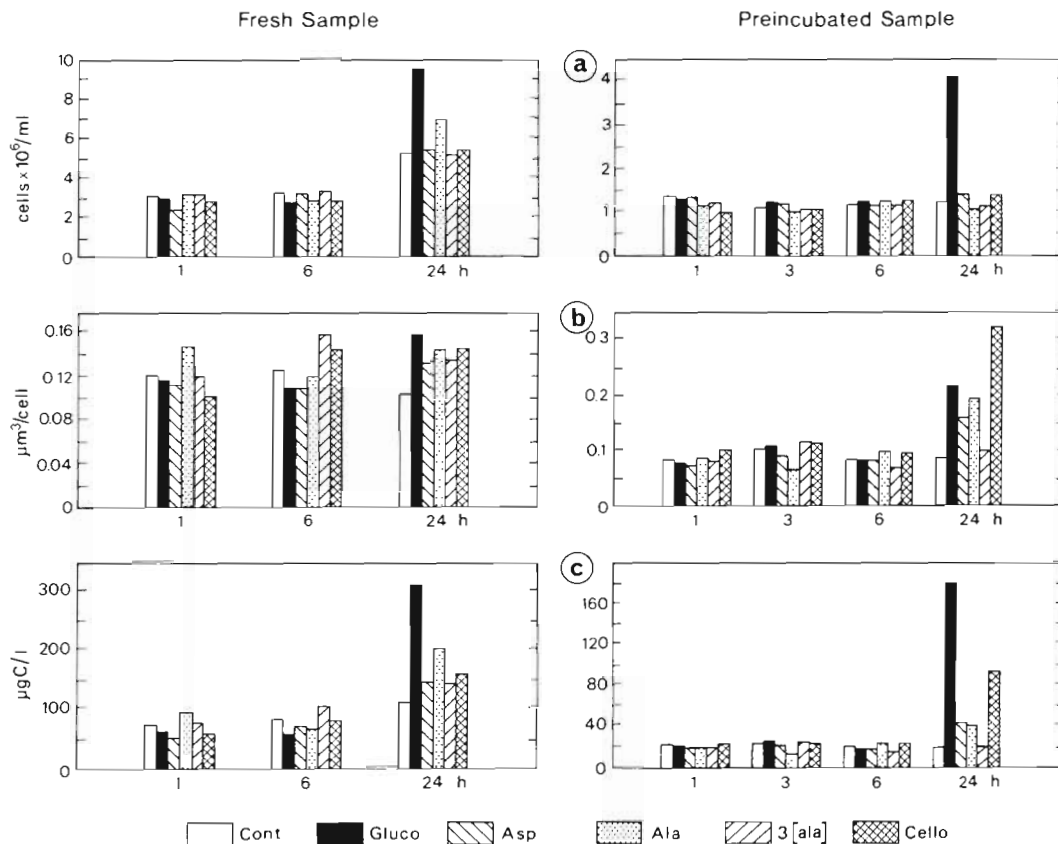 Fresh Sample
Preincubated Sample
a
cells × 10⁶/ml
10
8
6
4
2
0
1
6
24 h
4
3
2
1
0
1
3
6
24 h
b
µm³/cell
0.16
0.12
0.08
0.04
0
1
6
24 h
0.3
0.2
0.1
0
1
3
6
24 h
c
µgC/l
300
200
100
0
1
6
24 h
160
120
80
40
0
1
3
6
24 h
Cont
Gluco
Asp
Ala
3 [ala]
Cello